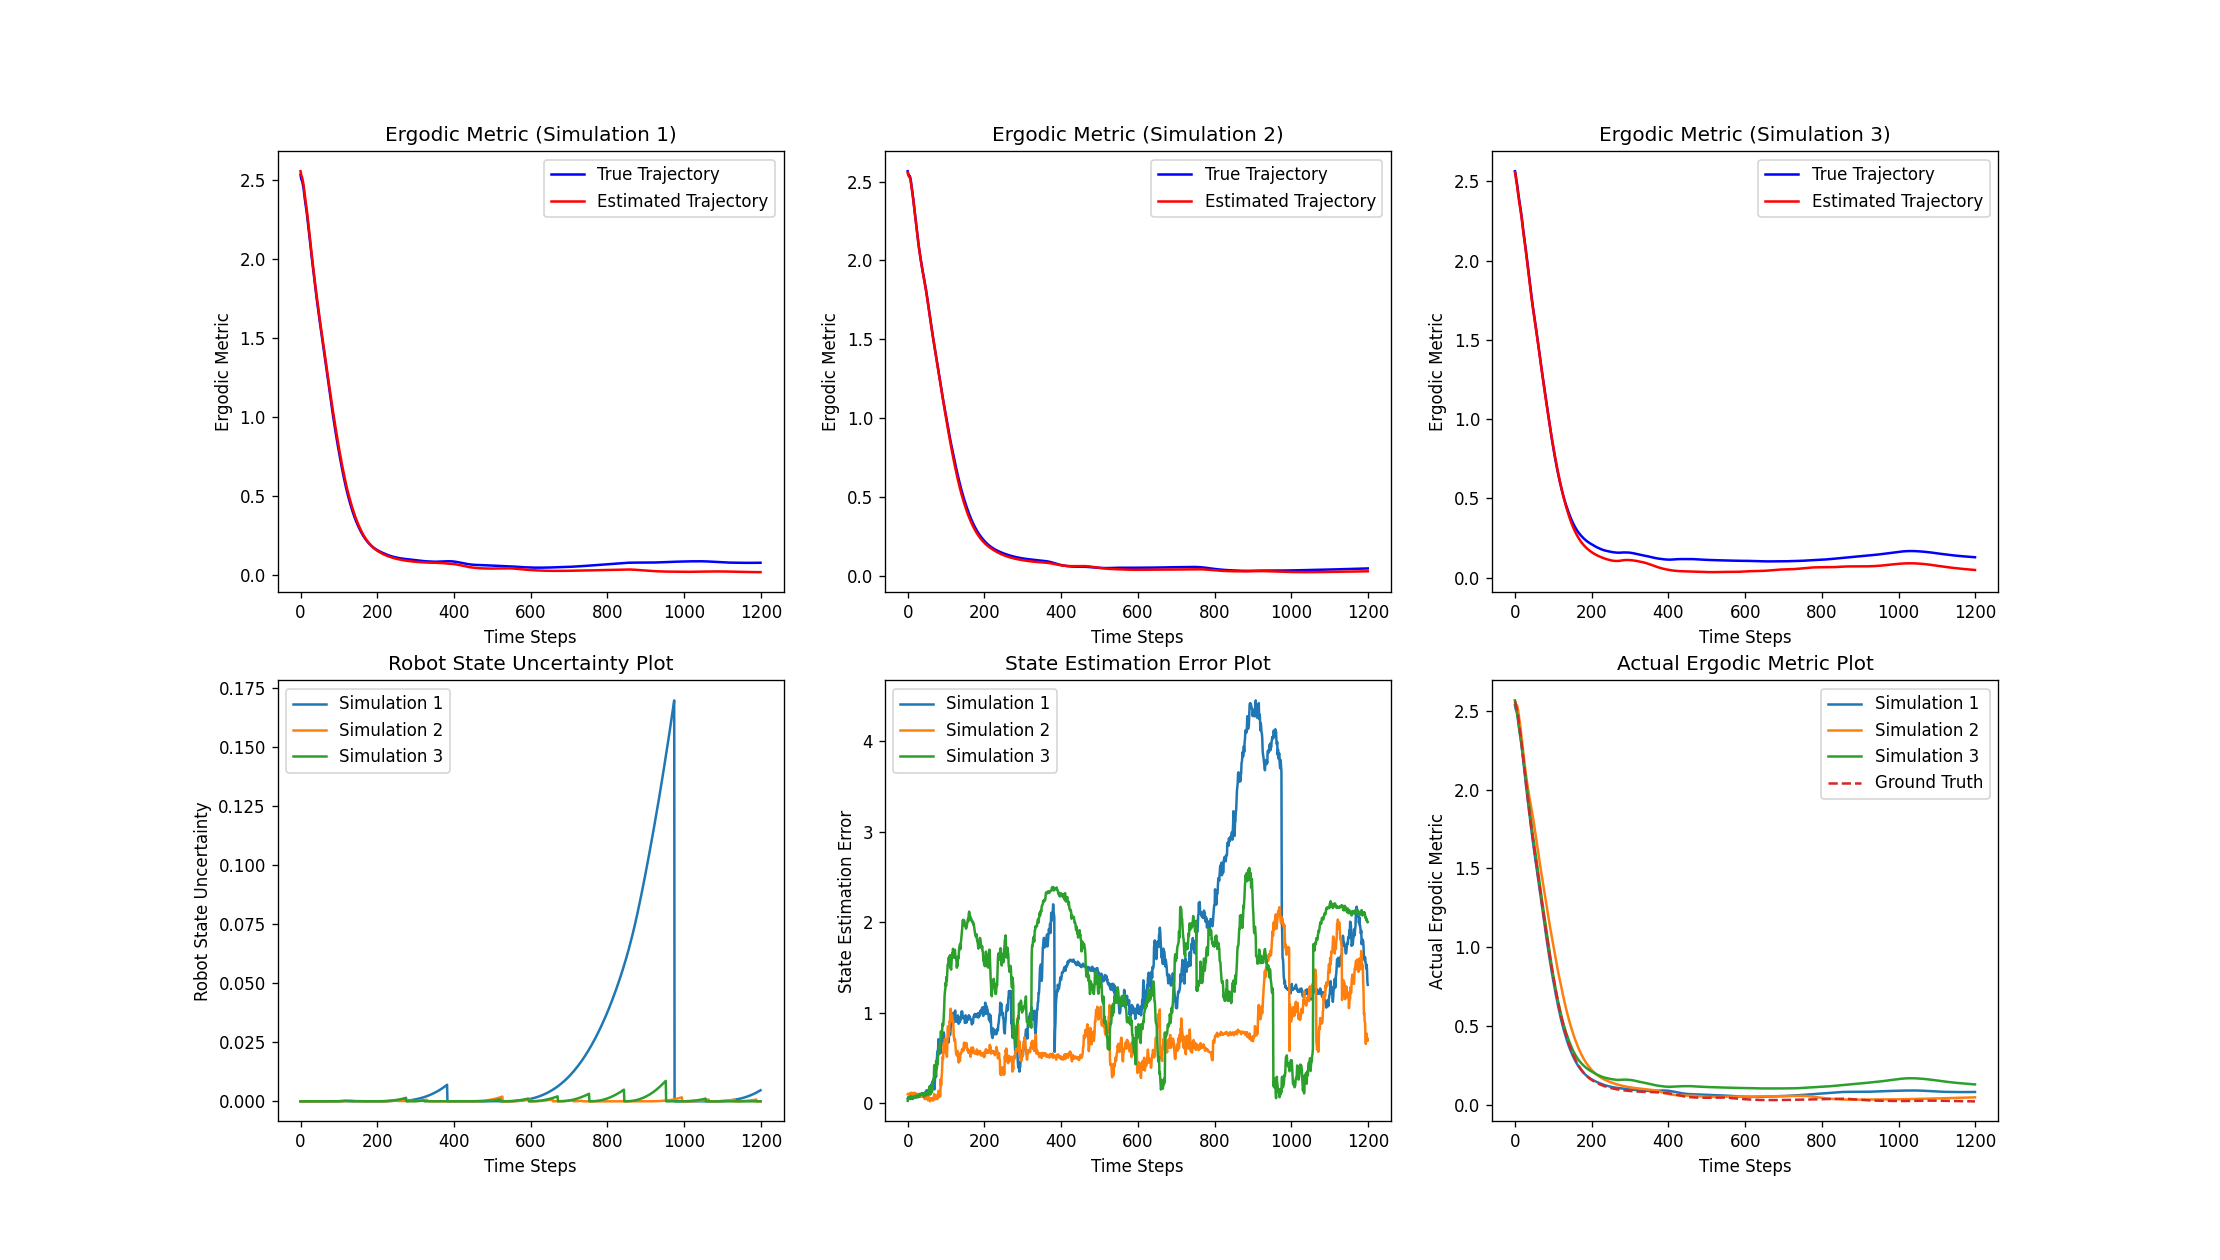 Ergodic Metric (Simulation 1)
Ergodic Metric
2.5
2.0
1.5
1.0
0.5
0.0
True Trajectory
Estimated Trajectory
0 200 400 600 800 1000 1200
Time Steps
Ergodic Metric (Simulation 2)
Ergodic Metric
2.5
2.0
1.5
1.0
0.5
0.0
True Trajectory
Estimated Trajectory
0 200 400 600 800 1000 1200
Time Steps
Ergodic Metric (Simulation 3)
Ergodic Metric
2.5
2.0
1.5
1.0
0.5
0.0
True Trajectory
Estimated Trajectory
0 200 400 600 800 1000 1200
Time Steps
Robot State Uncertainty Plot
Robot State Uncertainty
0.175
0.150
0.125
0.100
0.075
0.050
0.025
0.000
Simulation 1
Simulation 2
Simulation 3
0 200 400 600 800 1000 1200
Time Steps
State Estimation Error Plot
State Estimation Error
4
3
2
1
0
Simulation 1
Simulation 2
Simulation 3
0 200 400 600 800 1000 1200
Time Steps
Actual Ergodic Metric Plot
Actual Ergodic Metric
2.5
2.0
1.5
1.0
0.5
0.0
Simulation 1
Simulation 2
Simulation 3
Ground Truth
0 200 400 600 800 1000 1200
Time Steps